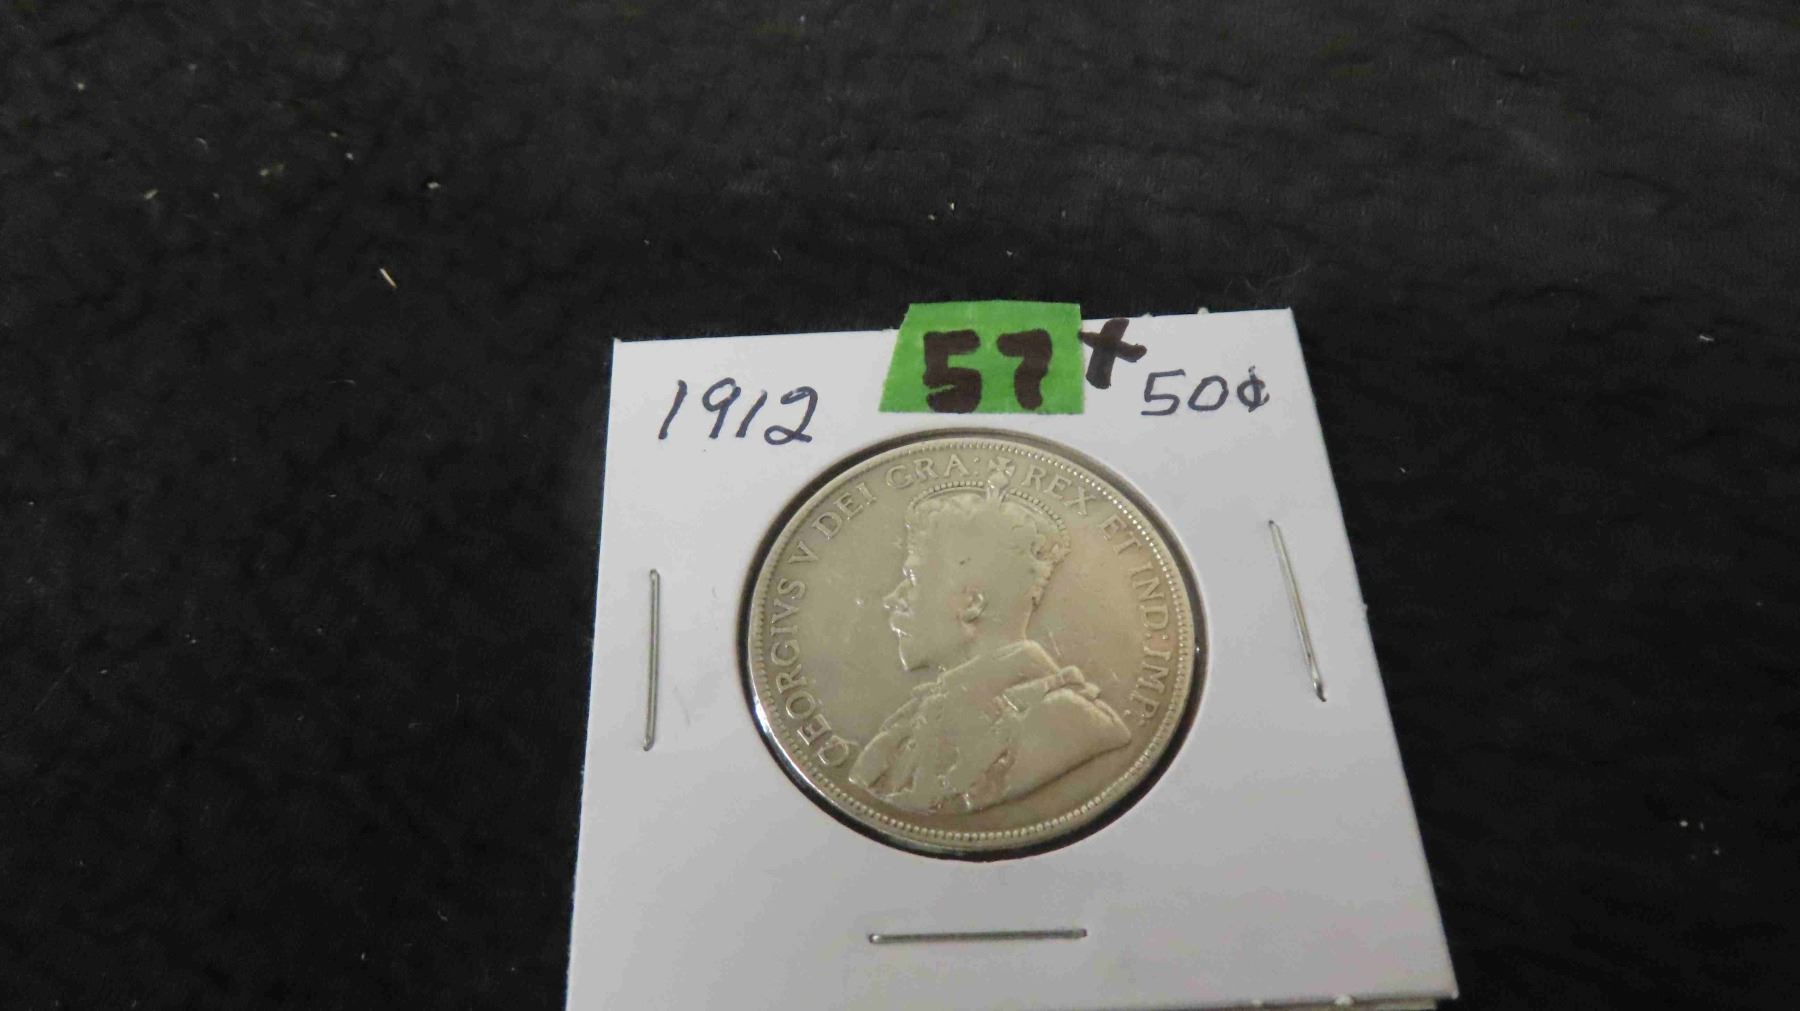 1912
57+
50¢
GEORGIVS V DEI GRA: REX ET IND: IMP: